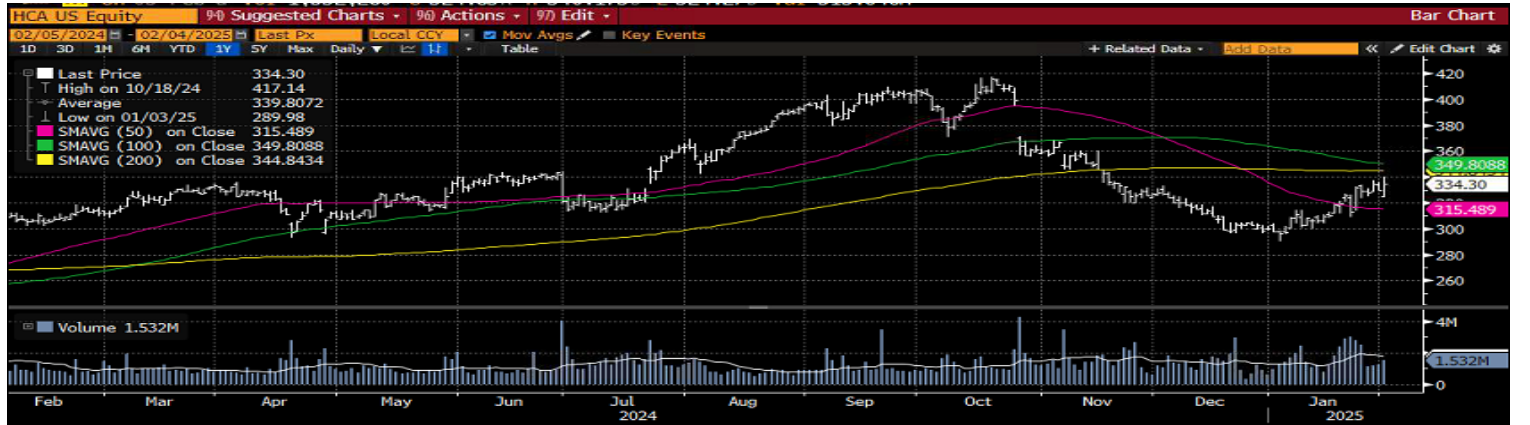 HCA US Equity 94) Suggested Charts 96) Actions 97) Edit Bar Chart
02/05/2024 - 02/04/2025 Last Px Local CCY Mov Avgs Key Events
1D 3D 1M 6M YTD 1Y 5Y Max Daily ▼ Table + Related Data Add Data « Edit Chart
Last Price 334.30
High on 10/18/24 417.14
Average 339.8072
Low on 01/03/25 289.98
SMAVG (50) on Close 315.489
SMAVG (100) on Close 349.8088
SMAVG (200) on Close 344.8434
420
400
380
360
349.8088
334.30
315.489
300
280
260
Volume 1.532M
4M
1.532M
0
Feb Mar Apr May Jun Jul Aug Sep Oct Nov Dec Jan
2024 2025